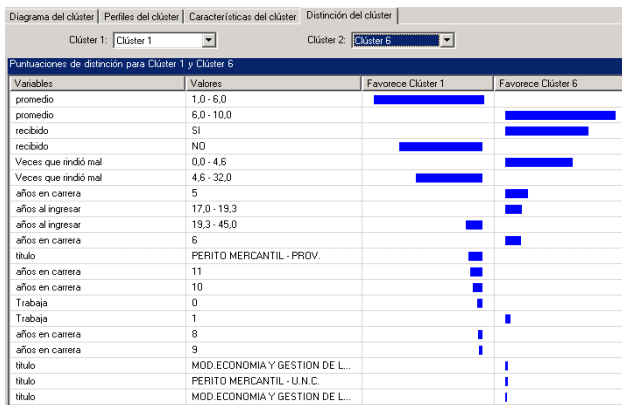 Diagrama del clúster Perfiles del clúster Características del clúster Distinción del clúster
Clúster 1: Clúster 1 Clúster 2: Clúster 6
Puntuaciones de distinción para Clúster 1 y Clúster 6
Variables Valores Favorece Clúster 1 Favorece Clúster 6
promedio 1,0 - 6,0
promedio 6,0 - 10,0
recibido SI
recibido NO
Veces que rindió mal 0,0 - 4,6
Veces que rindió mal 4,6 - 32,0
años en carrera 5
años al ingresar 17,0 - 19,3
años al ingresar 19,3 - 45,0
años en carrera 6
titulo PERITO MERCANTIL - PROV.
años en carrera 11
años en carrera 10
Trabaja 0
Trabaja 1
años en carrera 8
años en carrera 9
titulo MOD.ECONOMIA Y GESTION DE L...
titulo PERITO MERCANTIL - U.N.C.
titulo MOD.ECONOMIA Y GESTION DE L...